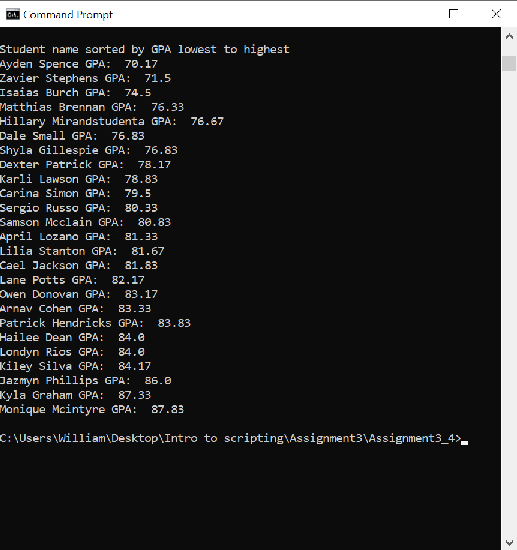 Command Prompt
Student name sorted by GPA lowest to highest
Ayden Spence GPA:  70.17
Zavier Stephens GPA:  71.5
Isaias Burch GPA:  74.5
Matthias Brennan GPA:  76.33
Hillary Mirandstudenta GPA:  76.67
Dale Small GPA:  76.83
Shyla Gillespie GPA:  76.83
Dexter Patrick GPA:  78.17
Karli Lawson GPA:  78.83
Carina Simon GPA:  79.5
Sergio Russo GPA:  80.33
Samson Mcclain GPA:  80.83
April Lozano GPA:  81.33
Lilia Stanton GPA:  81.67
Cael Jackson GPA:  81.83
Lane Potts GPA:  82.17
Owen Donovan GPA:  83.17
Arnav Cohen GPA:  83.33
Patrick Hendricks GPA:  83.83
Hailee Dean GPA:  84.0
Londyn Rios GPA:  84.0
Kiley Silva GPA:  84.17
Jazmyn Phillips GPA:  86.0
Kyla Graham GPA:  87.33
Monique Mcintyre GPA:  87.83
C:\Users\William\Desktop\Intro to scripting\Assignment3\Assignment3_4>